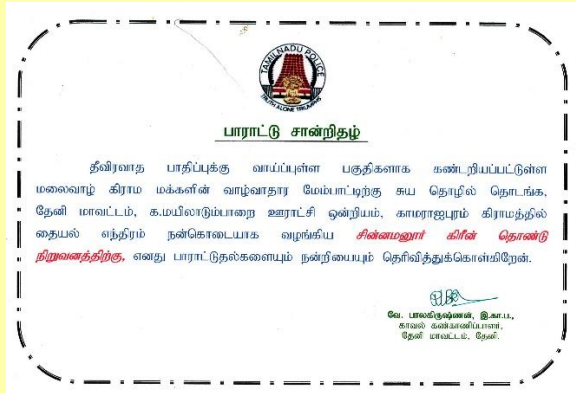 TAMILNADU POLICE
TRUTH ALONE TRIUMPHS
பாராட்டு சான்றிதழ்
தீவிரவாத பாதிப்புக்கு வாய்ப்புள்ள பகுதிகளாக கண்டறியப்பட்டுள்ள
மலைவாழ் கிராம மக்களின் வாழ்வாதார மேம்பாட்டிற்கு சுய தொழில் தொடங்க,
தேனி மாவட்டம், க.மயிலாடும்பாறை ஊராட்சி ஒன்றியம், காமராஜபுரம் கிராமத்தில்
தையல் எந்திரம் நன்கொடையாக வழங்கிய சின்னமனூர் கிரீன் தொண்டு
நிறுவனத்திற்கு, எனது பாராட்டுதல்களையும் நன்றியையும் தெரிவித்துக்கொள்கிறேன்.
வே. பாலகிருஷ்ணன், இ.கா.ப.,
காவல் கண்காணிப்பாளர்,
தேனி மாவட்டம், தேனி.